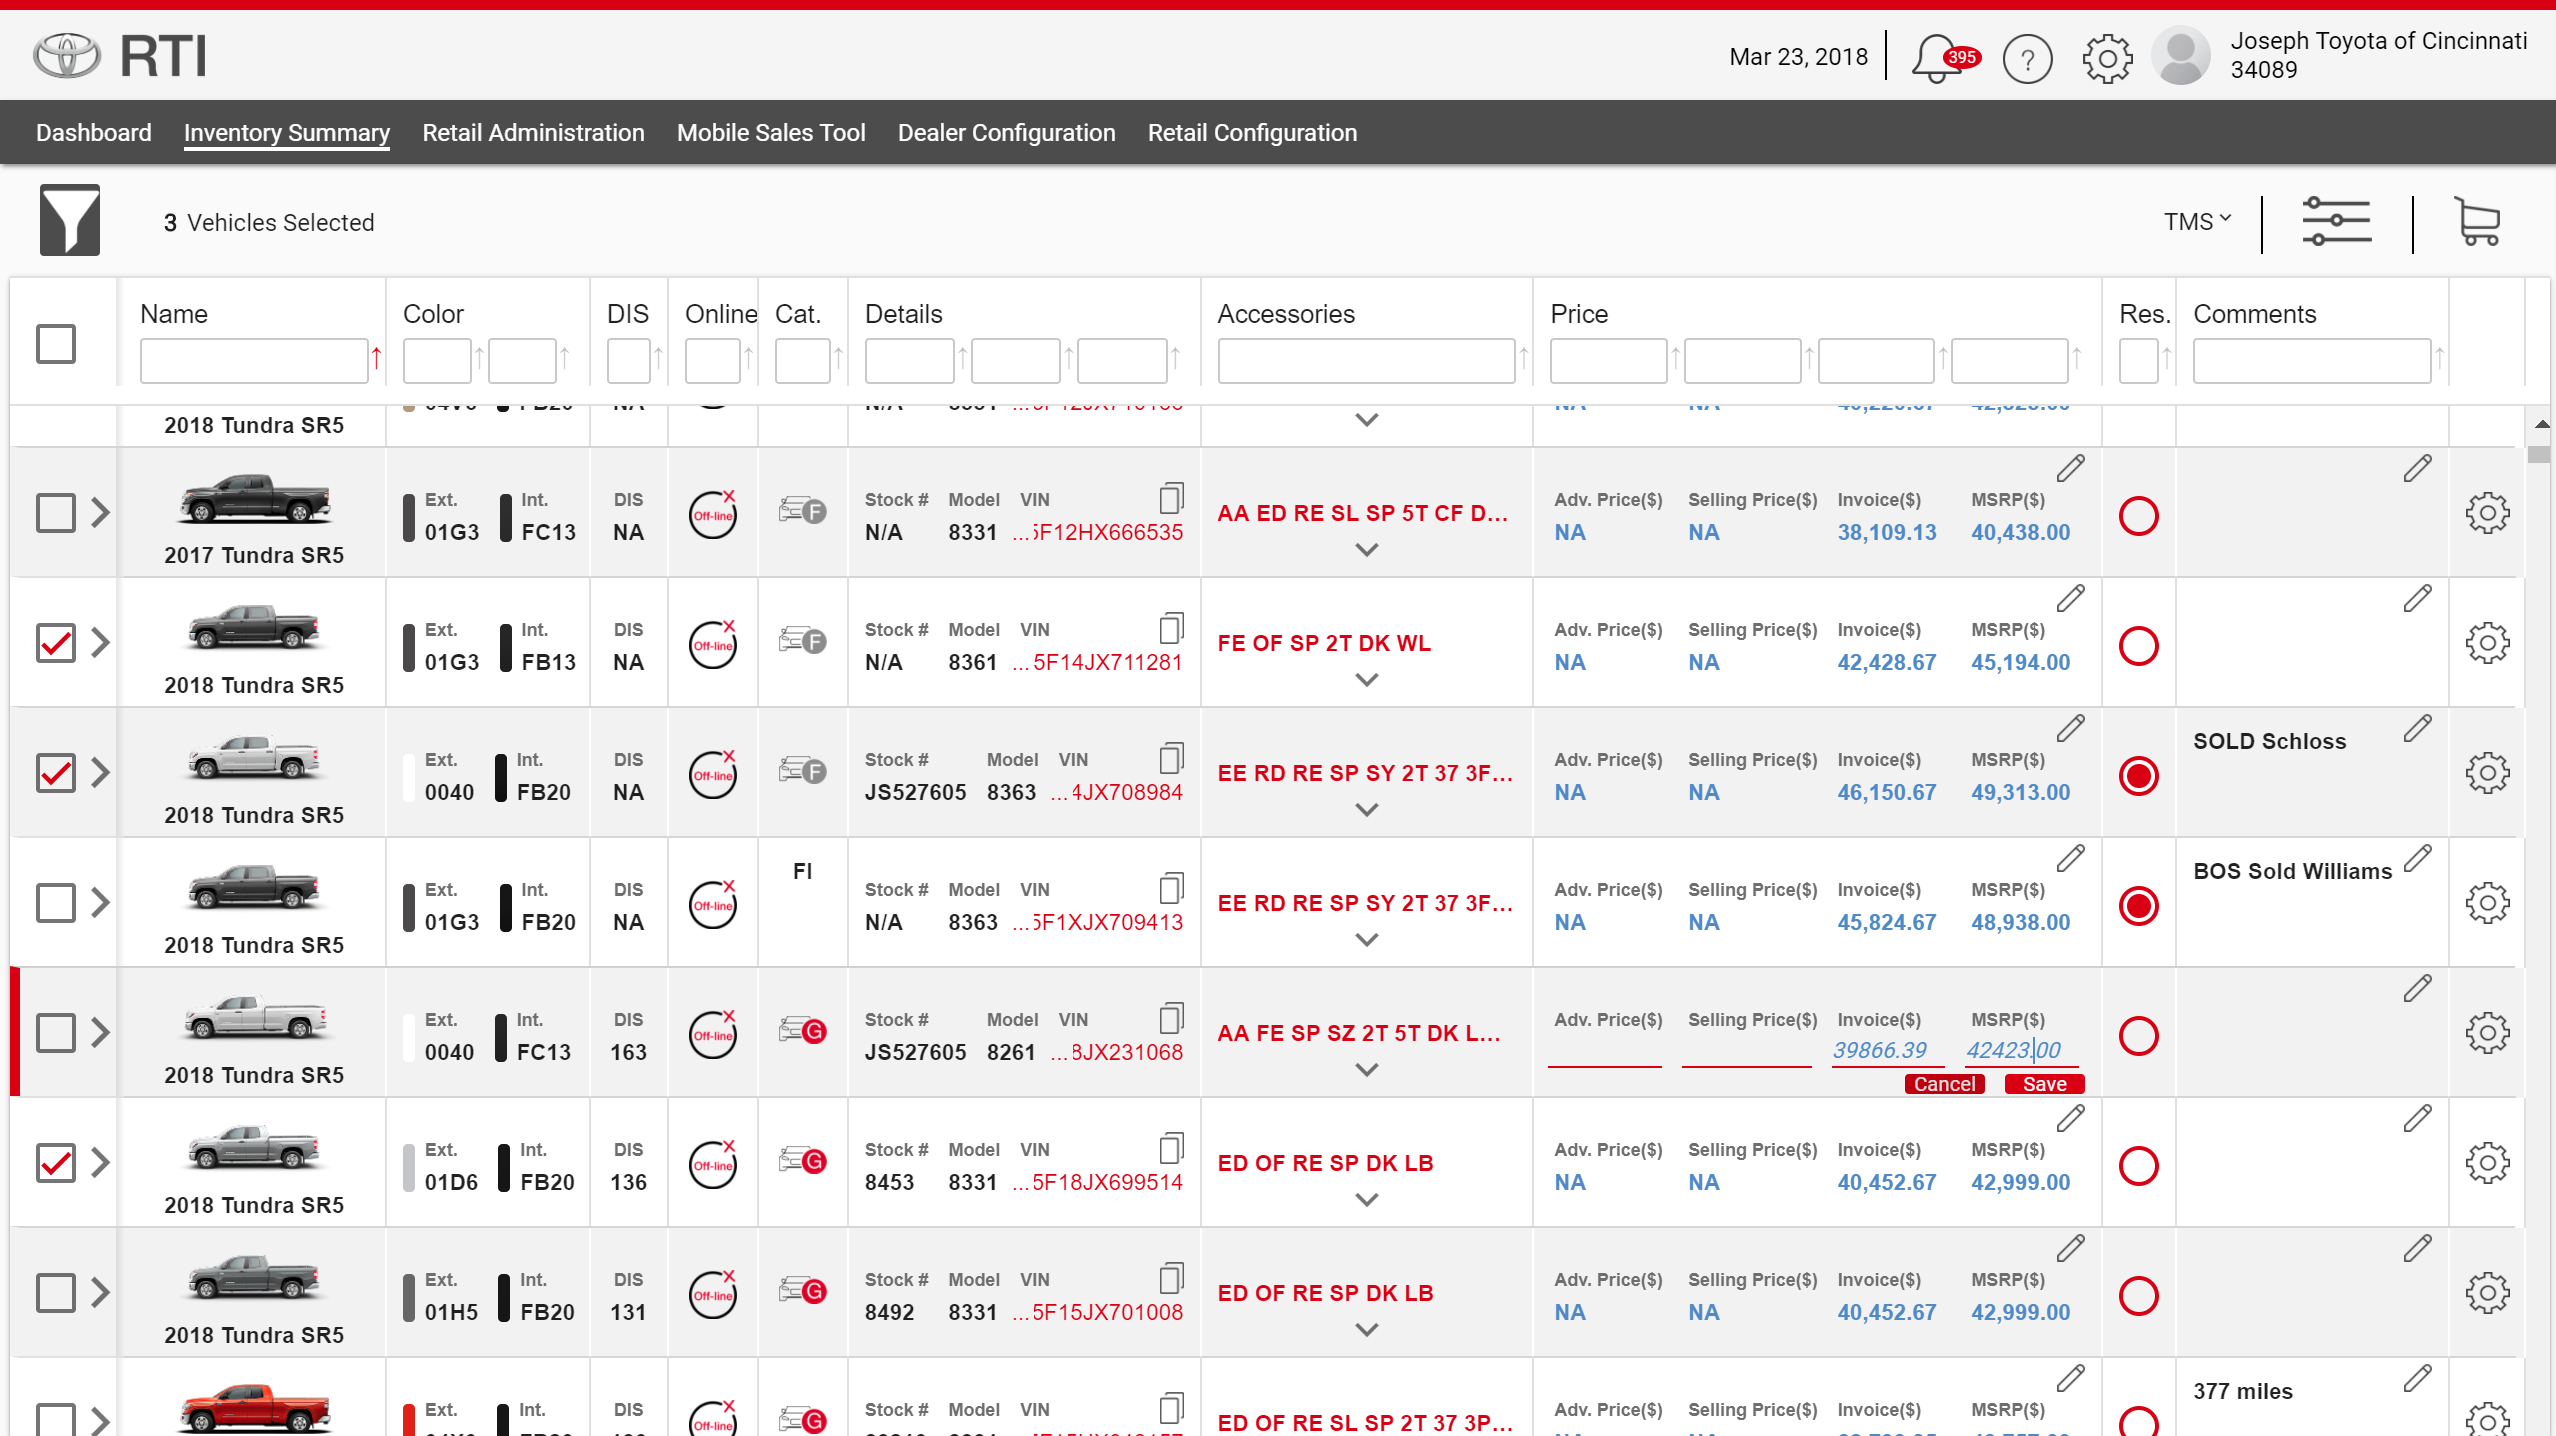 RTI
Mar 23, 2018
395
?
Joseph Toyota of Cincinnati
34089
Dashboard Inventory Summary Retail Administration Mobile Sales Tool Dealer Configuration Retail Configuration
3 Vehicles Selected
TMS
Name Color DIS Online Cat. Details Accessories Price Res. Comments
2018 Tundra SR5
Ext. Int. DIS Stock # Model VIN Adv. Price($) Selling Price($) Invoice($) MSRP($)
01G3 FC13 NA Off-line F N/A 8331 ...5F12HX666535 AA ED RE SL SP 5T CF D... NA NA 38,109.13 40,438.00
2017 Tundra SR5
Ext. Int. DIS Stock # Model VIN Adv. Price($) Selling Price($) Invoice($) MSRP($)
01G3 FB13 NA Off-line F N/A 8361 ...5F14JX711281 FE OF SP 2T DK WL NA NA 42,428.67 45,194.00
2018 Tundra SR5
Ext. Int. DIS Stock # Model VIN Adv. Price($) Selling Price($) Invoice($) MSRP($) SOLD Schloss
0040 FB20 NA Off-line F JS527605 8363 ...4JX708984 EE RD RE SP SY 2T 37 3F... NA NA 46,150.67 49,313.00
2018 Tundra SR5
FI BOS Sold Williams
Ext. Int. DIS Stock # Model VIN Adv. Price($) Selling Price($) Invoice($) MSRP($)
01G3 FB20 NA Off-line N/A 8363 ...5F1XJX709413 EE RD RE SP SY 2T 37 3F... NA NA 45,824.67 48,938.00
2018 Tundra SR5
Ext. Int. DIS Stock # Model VIN Adv. Price($) Selling Price($) Invoice($) MSRP($)
0040 FC13 163 Off-line G JS527605 8261 ...8JX231068 AA FE SP SZ 2T 5T DK L... 39866.39 42423.00
2018 Tundra SR5 Cancel Save
Ext. Int. DIS Stock # Model VIN Adv. Price($) Selling Price($) Invoice($) MSRP($)
01D6 FB20 136 Off-line G 8453 8331 ...5F18JX699514 ED OF RE SP DK LB NA NA 40,452.67 42,999.00
2018 Tundra SR5
Ext. Int. DIS Stock # Model VIN Adv. Price($) Selling Price($) Invoice($) MSRP($)
01H5 FB20 131 Off-line G 8492 8331 ...5F15JX701008 ED OF RE SP DK LB NA NA 40,452.67 42,999.00
2018 Tundra SR5
377 miles
Ext. Int. DIS Stock # Model VIN Adv. Price($) Selling Price($) Invoice($) MSRP($)
Off-line G ED OF RE SL SP 2T 37 3P...